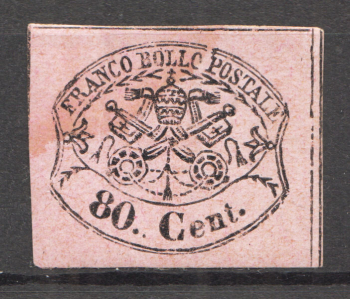 FRANCO BOLLO POSTALE
80.. Cent.